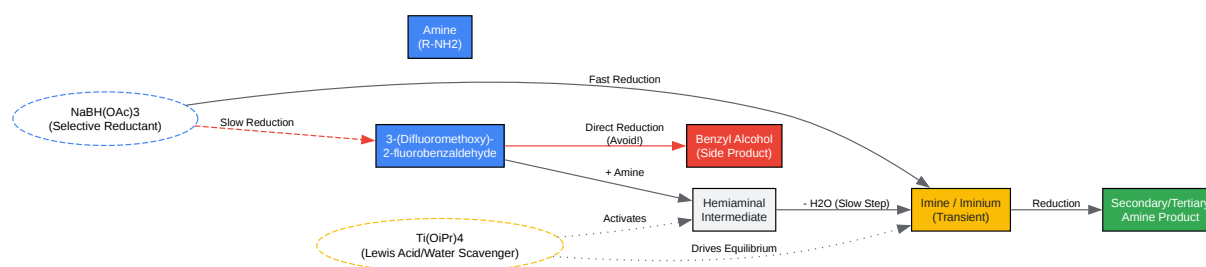 Amine
(R-NH2)
Fast Reduction
NaBH(OAc)3
(Selective Reductant)
Slow Reduction
3-(Difluoromethoxy)-
2-fluorobenzaldehyde
Direct Reduction
(Avoid!)
Benzyl Alcohol
(Side Product)
+ Amine
Hemiaminal
Intermediate
- H2O (Slow Step)
Imine / Iminium
(Transient)
Reduction
Secondary/Tertiary
Amine Product
Activates
Ti(OiPr)4
(Lewis Acid/Water Scavenger)
Drives Equilibrium